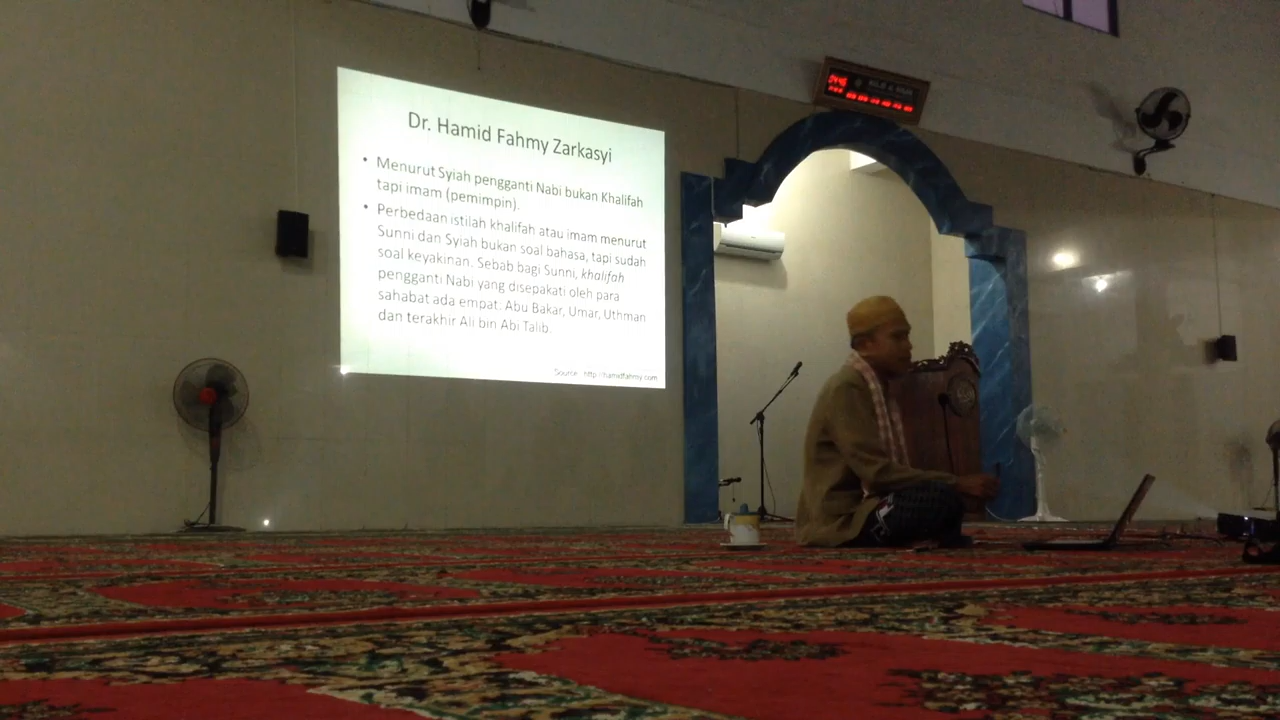 Dr. Hamid Fahmy Zarkasyi
• Menurut Syiah pengganti Nabi bukan Khalifah
tapi imam (pemimpin).
• Perbedaan istilah khalifah atau imam menurut
Sunni dan Syiah bukan soal bahasa, tapi sudah
soal keyakinan. Sebab bagi Sunni, khalifah
pengganti Nabi yang disepakati oleh para
sahabat ada empat: Abu Bakar, Umar, Uthman
dan terakhir Ali bin Abi Talib.
Source : http://hamidfahmy.com